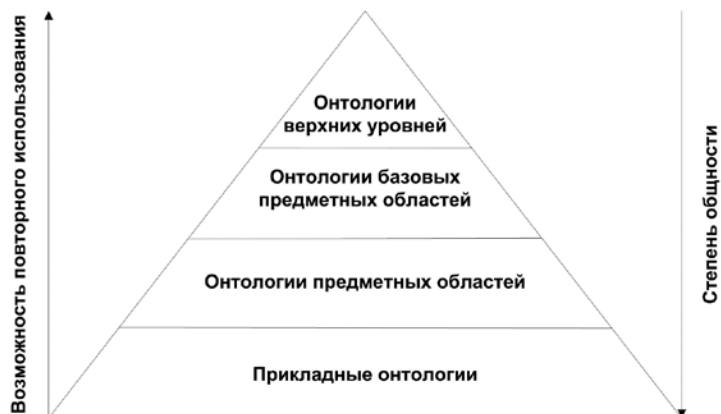 Возможность повторного использования
Онтологии
верхних уровней
Онтологии базовых
предметных областей
Онтологии предметных областей
Прикладные онтологии
Степень общности